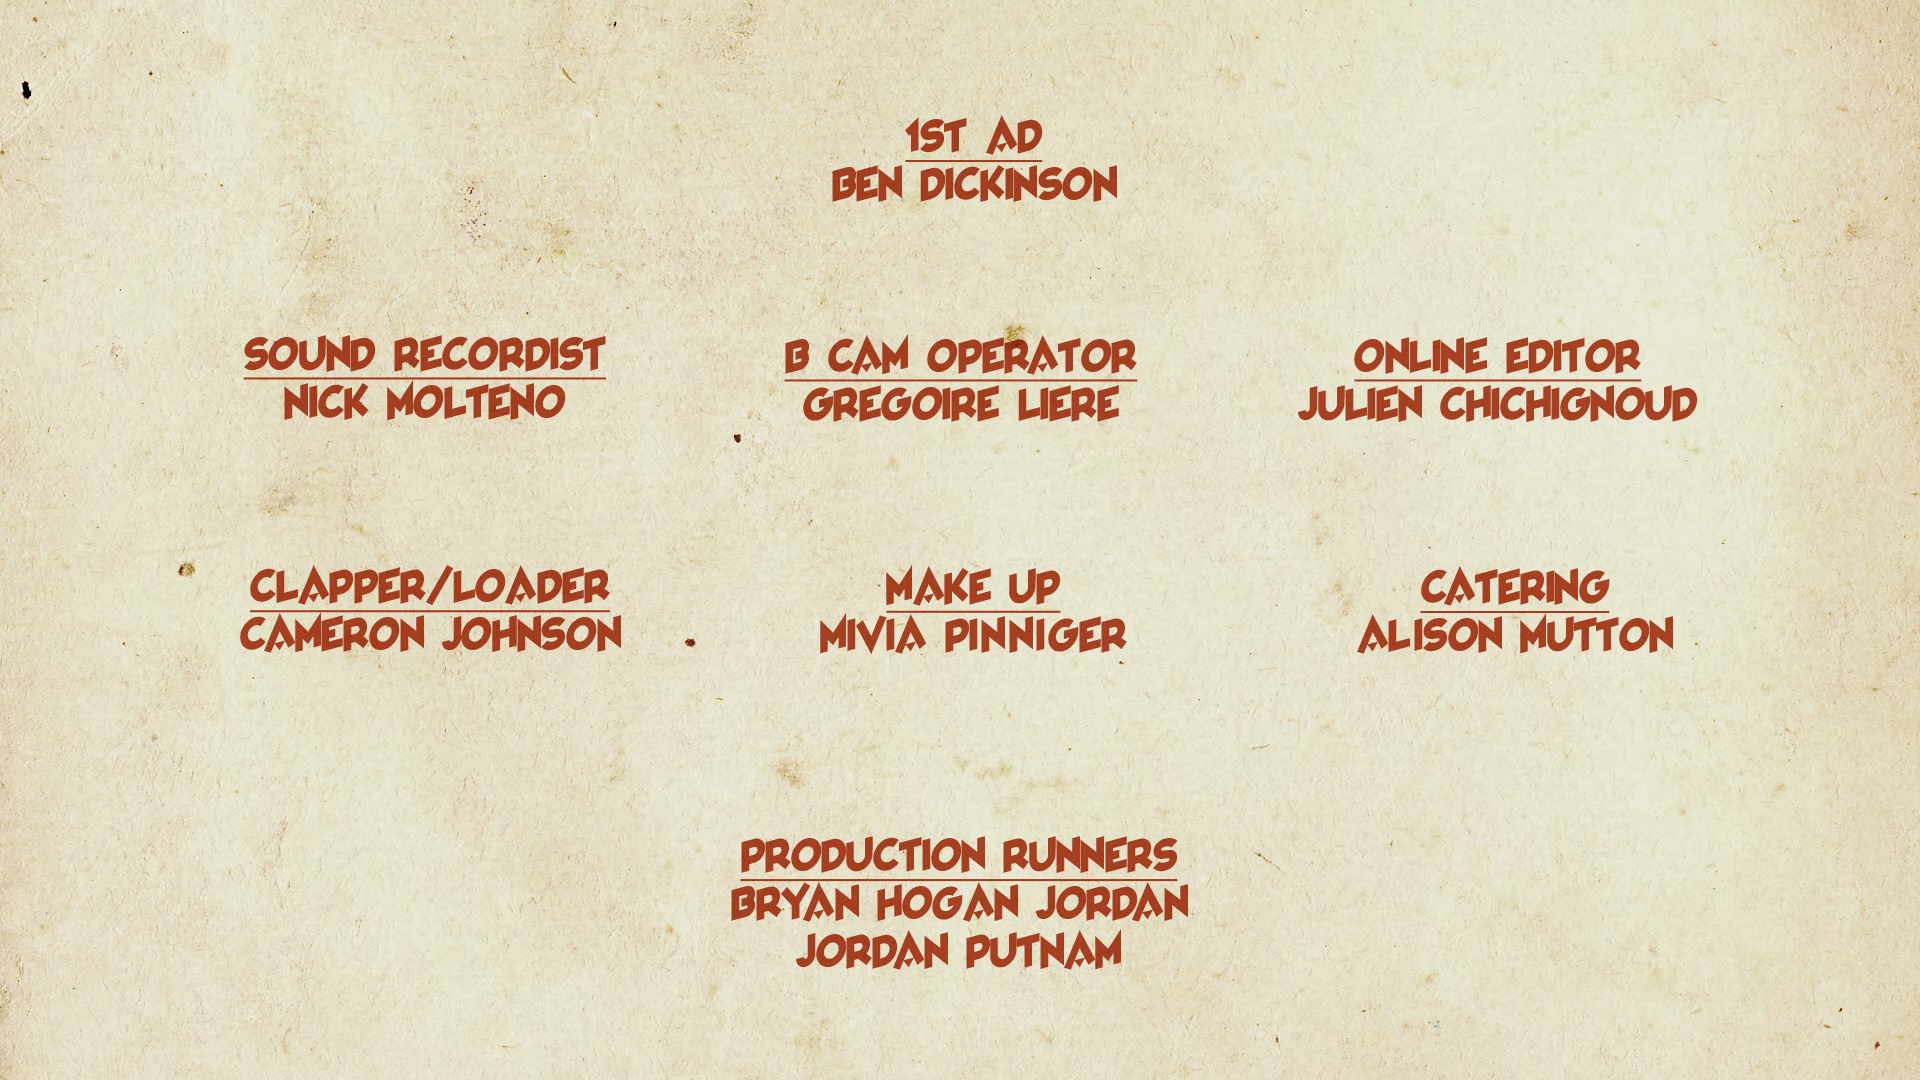 1ST AD
BEN DICKINSON
SOUND RECORDIST
NICK MOLTENO
B CAM OPERATOR
GREGOIRE LIERE
ONLINE EDITOR
JULIEN CHICHIGNOUD
CLAPPER/LOADER
CAMERON JOHNSON
MAKE UP
MIVIA PINNIGER
CATERING
ALISON MUTTON
PRODUCTION RUNNERS
BRYAN HOGAN JORDAN
JORDAN PUTNAM